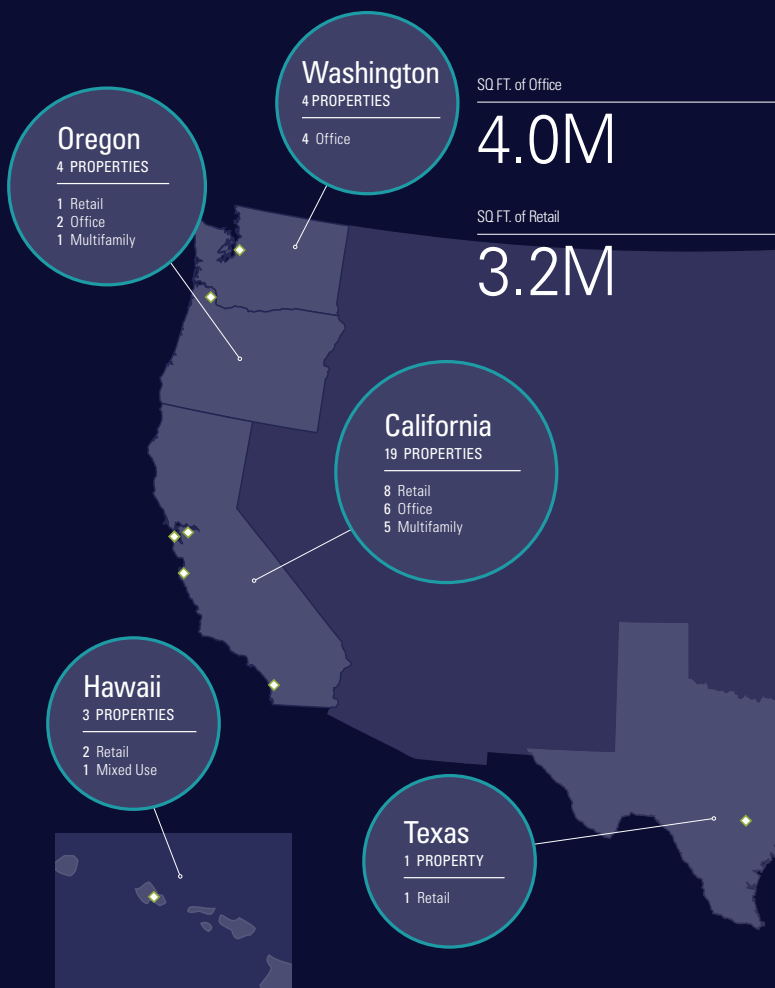 Washington
4 PROPERTIES
4 Office
SQ FT. of Office
4.0M
SQ FT. of Retail
3.2M
Oregon
4 PROPERTIES
1 Retail
2 Office
1 Multifamily
California
19 PROPERTIES
8 Retail
6 Office
5 Multifamily
Hawaii
3 PROPERTIES
2 Retail
1 Mixed Use
Texas
1 PROPERTY
1 Retail